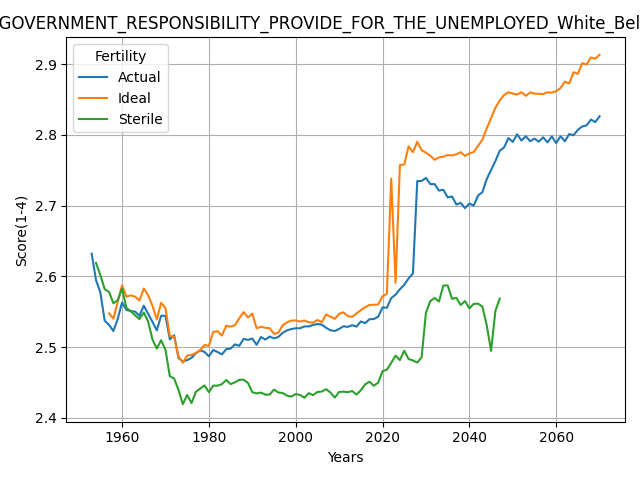 GOVERNMENT_RESPONSIBILITY_PROVIDE_FOR_THE_UNEMPLOYED_White_Bel
Fertility
Actual
Ideal
Sterile
Score(1-4)
2.9
2.8
2.7
2.6
2.5
2.4
1960 1980 2000 2020 2040 2060
Years